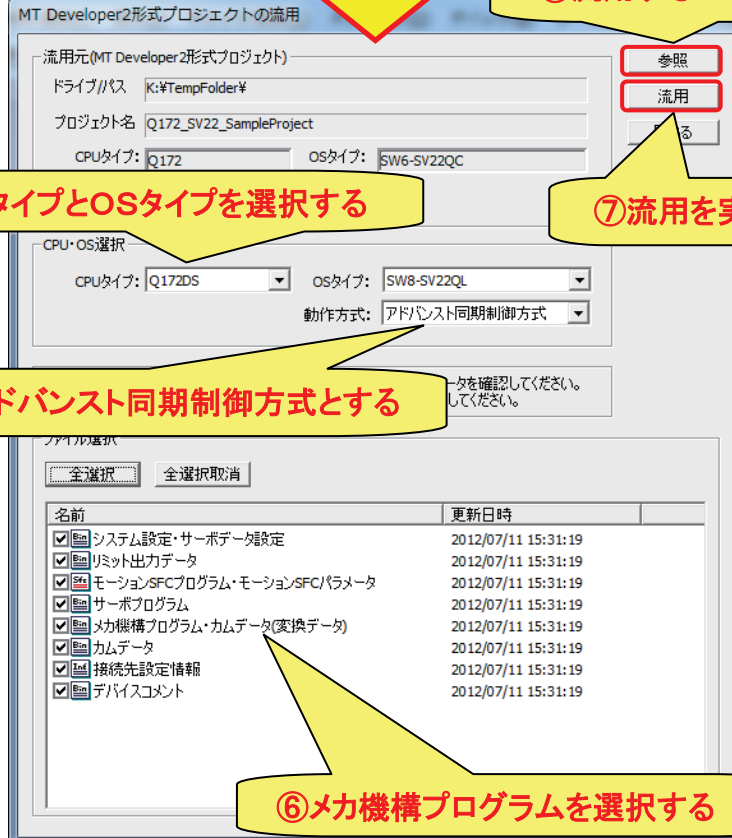 MT Developer2形式プロジェクトの流用
流用元(MT Developer2形式プロジェクト)
参照
ドライブ/パス K:¥TempFolder¥
流用
プロジェクト名 Q172_SV22_SampleProject
る
CPUタイプ: Q172 OSタイプ: SW6-SV22QC
タイプとOSタイプを選択する
⑦流用を実
CPU・OS選択
CPUタイプ: Q172DS OSタイプ: SW8-SV22QL
動作方式: アドバンスト同期制御方式
ータを確認してください。
ドバンスト同期制御方式とする
してください。
ファイル選択
全選択 全選択取消
名前 更新日時
システム設定・サーボデータ設定 2012/07/11 15:31:19
リミット出力データ 2012/07/11 15:31:19
モーションSFCプログラム・モーションSFCパラメータ 2012/07/11 15:31:19
サーボプログラム 2012/07/11 15:31:19
メカ機構プログラム・カムデータ(変換データ) 2012/07/11 15:31:19
カムデータ 2012/07/11 15:31:19
接続先設定情報 2012/07/11 15:31:19
デバイスコメント 2012/07/11 15:31:19
⑥メカ機構プログラムを選択する